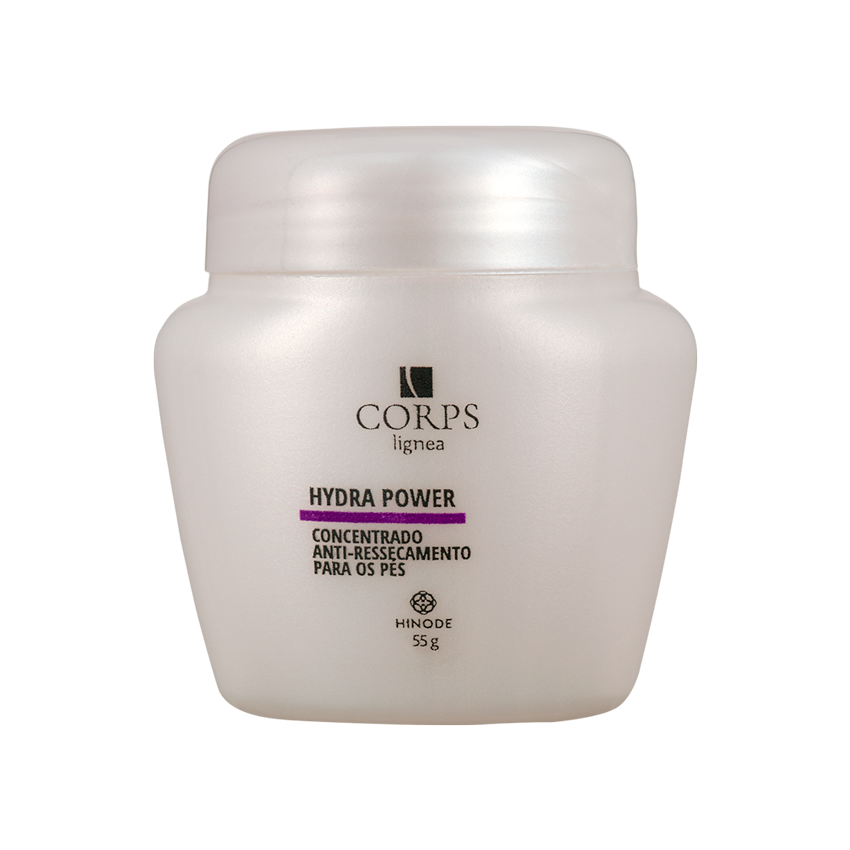 CORPS
lignea
HYDRA POWER
CONCENTRADO
ANTI-RESSECAMENTO
PARA OS PÉS
HINODE
55 g